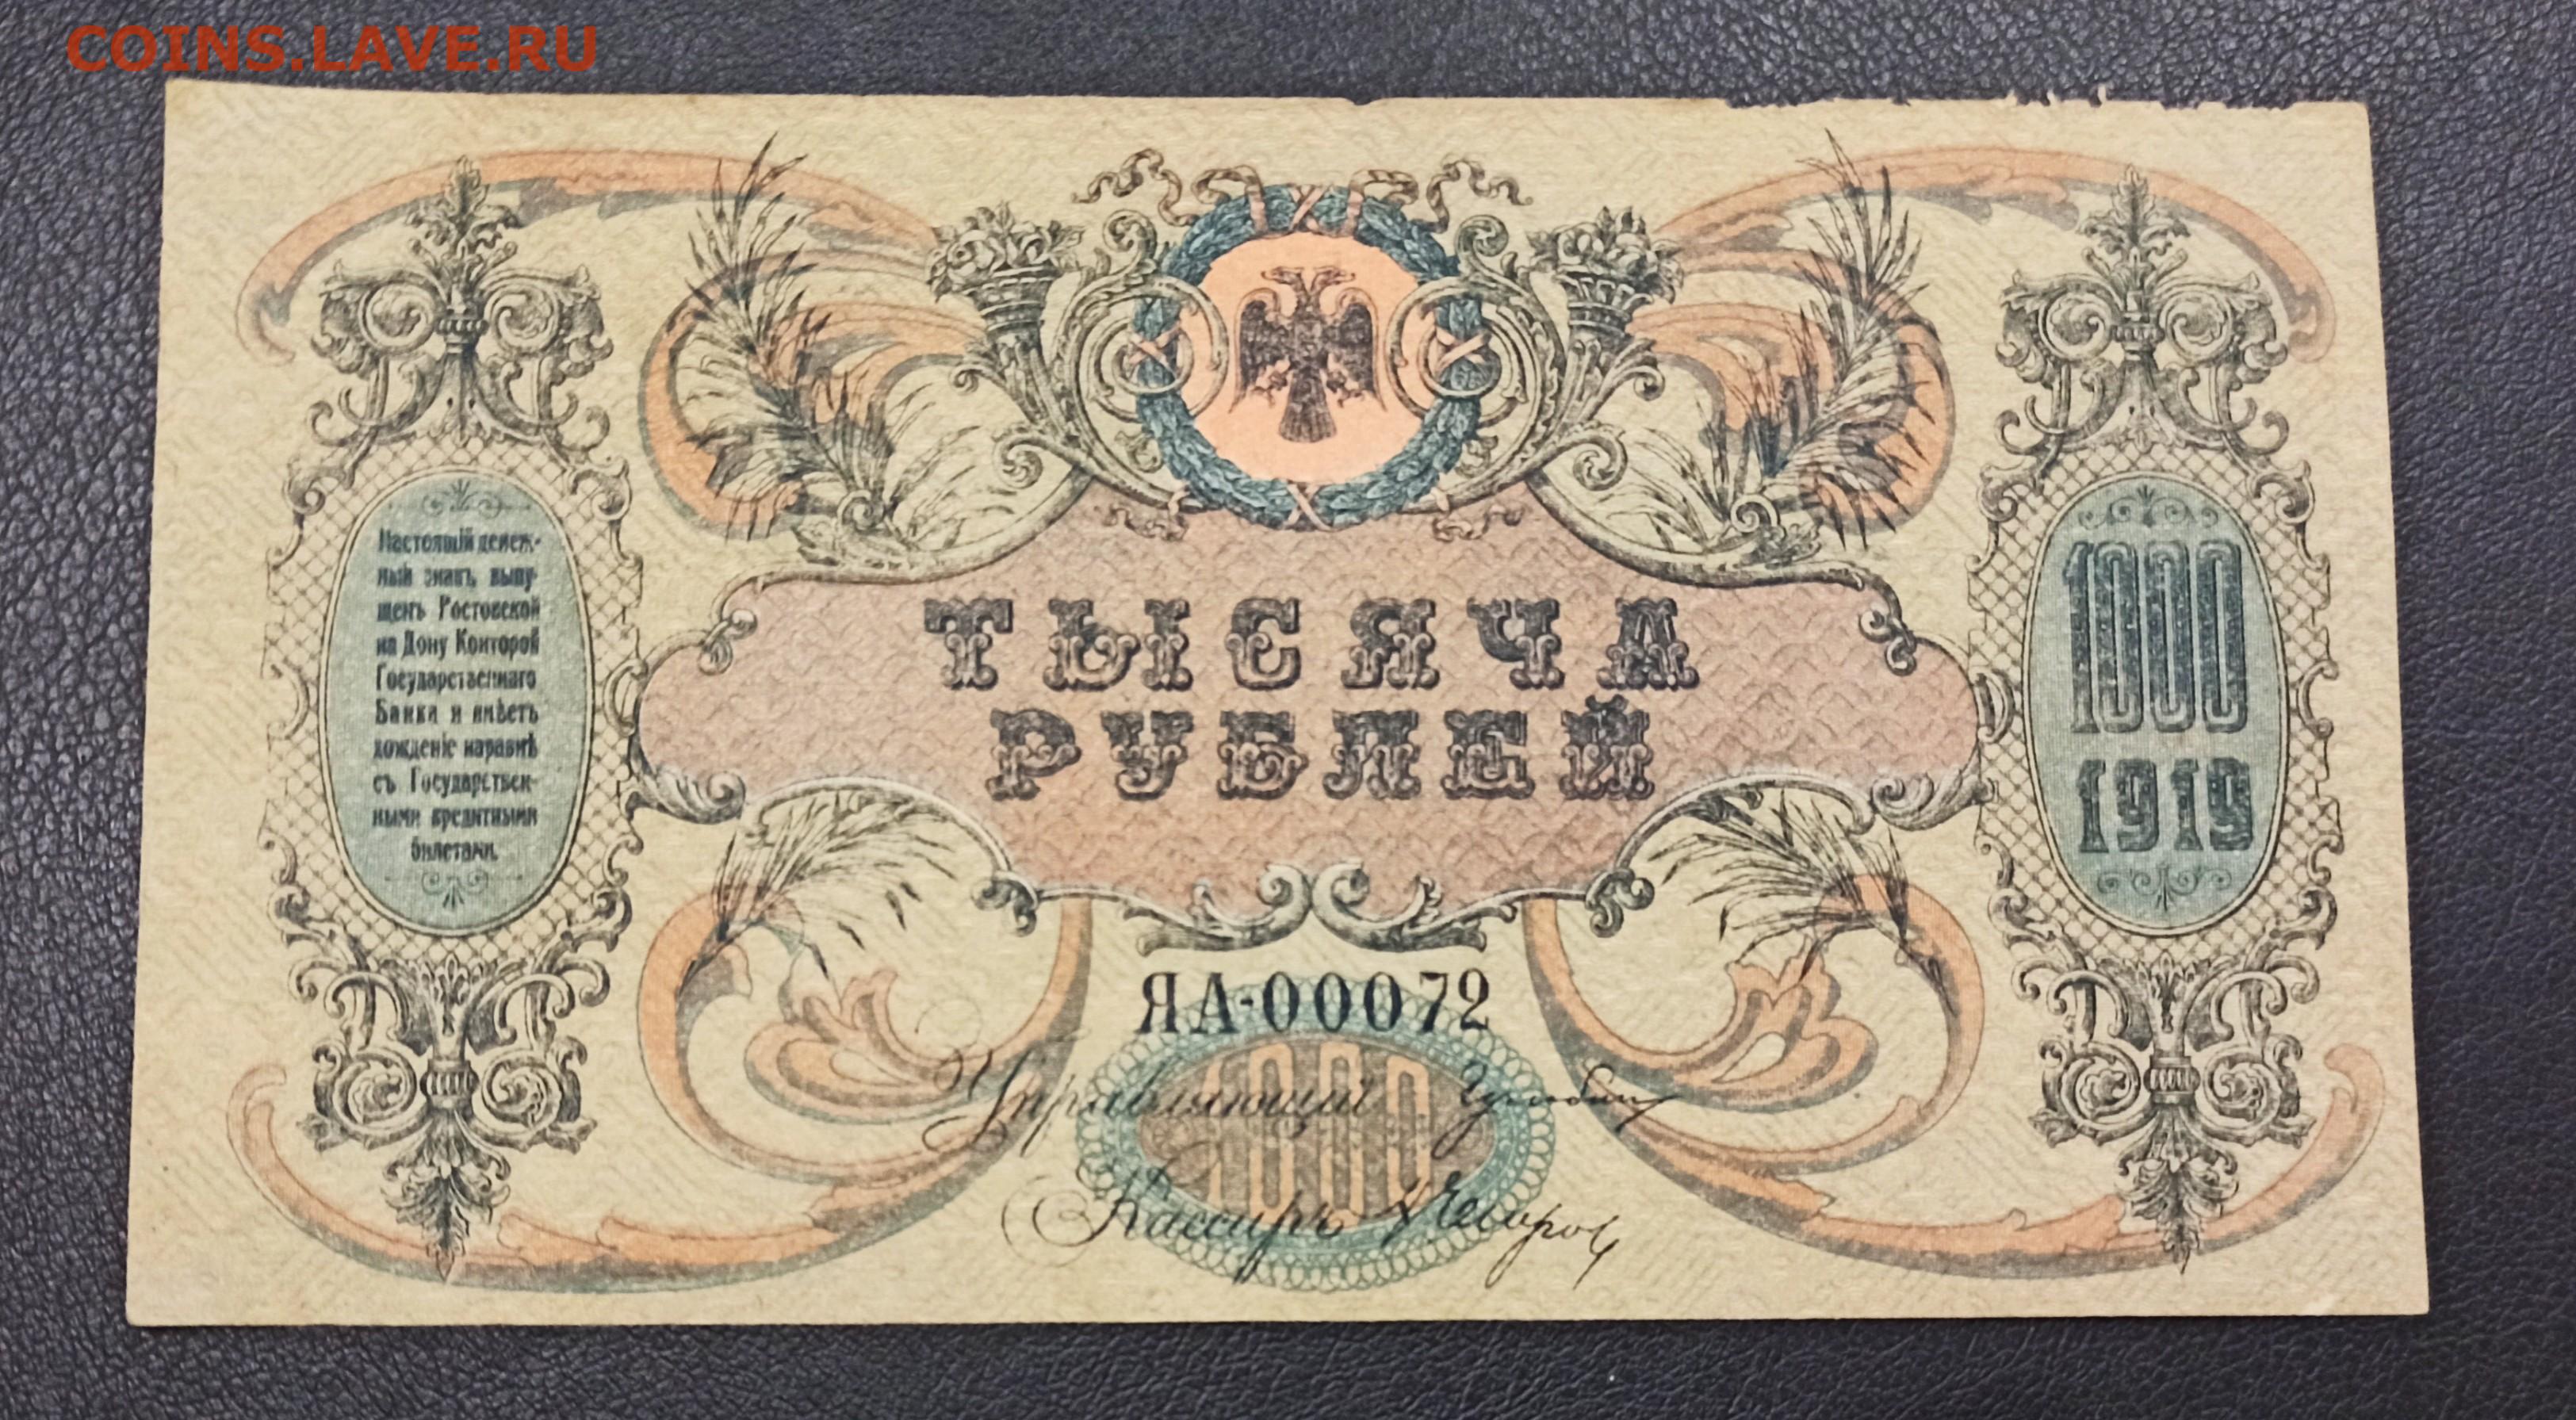 COINS.LAVE.RU
Настоящій денеж-
ный знакъ выпу-
щенъ Ростовской
на Дону Конторой
Государственнаго
Банка и имѣетъ
хожденіе наравнѣ
съ Государствен-
ными кредитными
билетами.
ТЫСЯЧА
РУБЛЕЙ
1000
1919
ЯА-00072
1000
Управляющій
Кассиръ